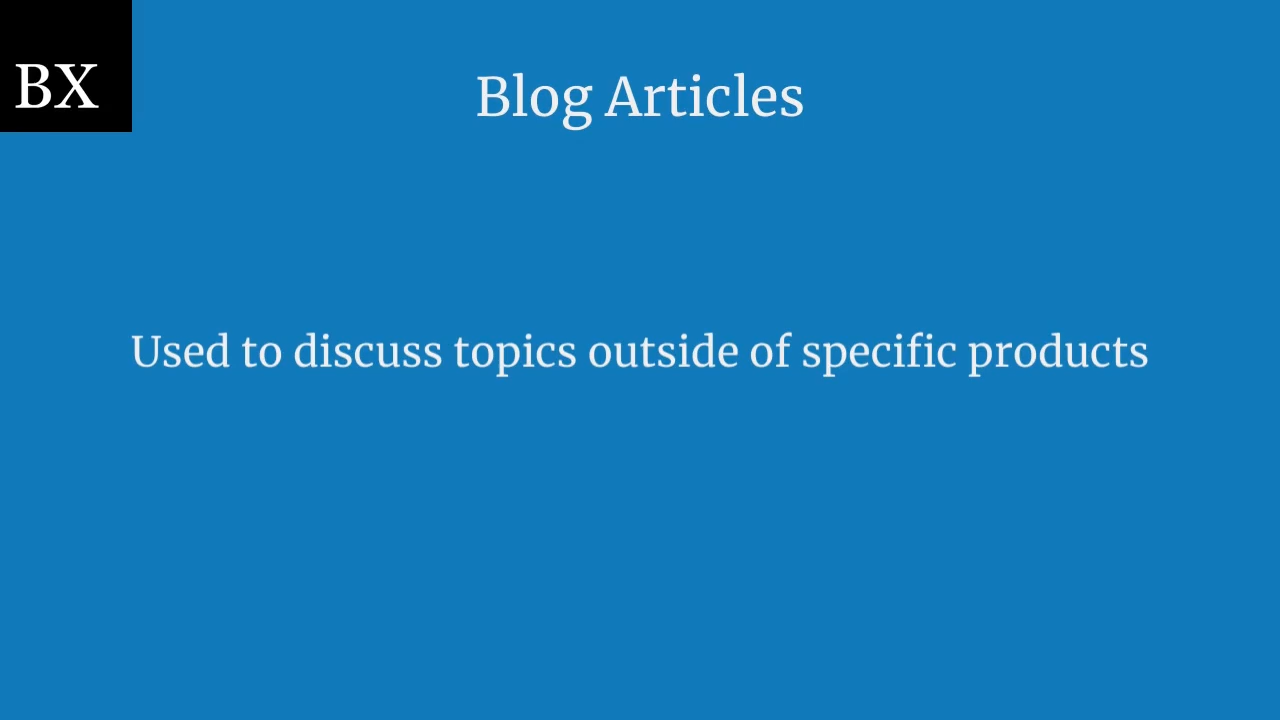 BX
Blog Articles
Used to discuss topics outside of specific products